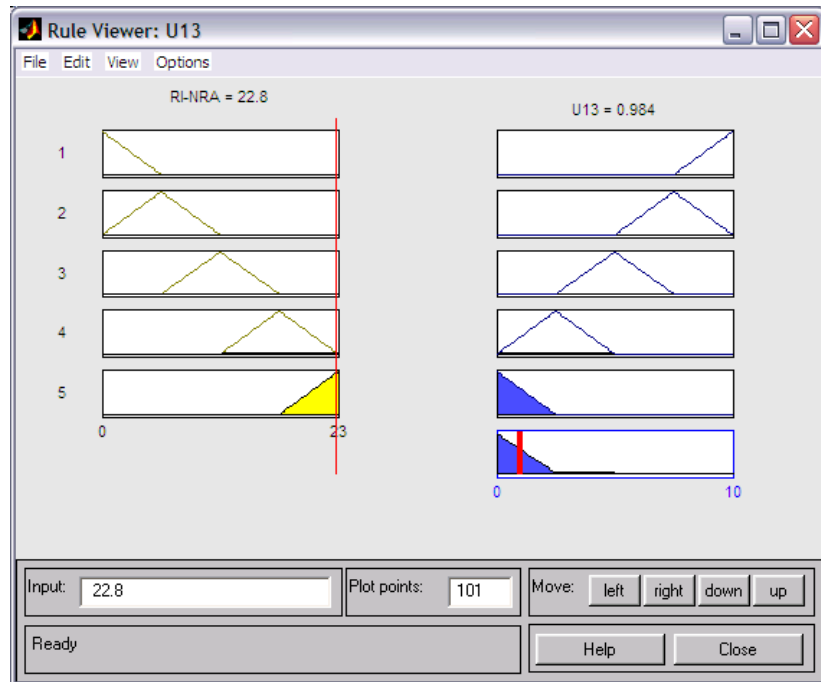 Rule Viewer: U13
File Edit View Options
RI-NRA = 22.8
U13 = 0.984
1
2
3
4
5
0 23
0 10
Input: 22.8 Plot points: 101 Move: left right down up
Ready Help Close